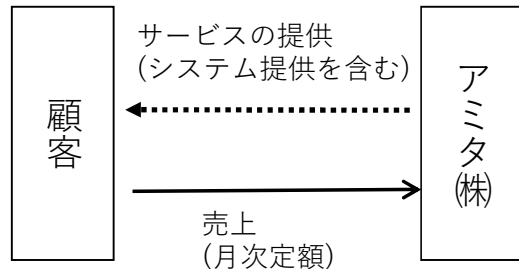 サービスの提供
(システム提供を含む)
顧客
アミタ㈱
売上
(月次定額)